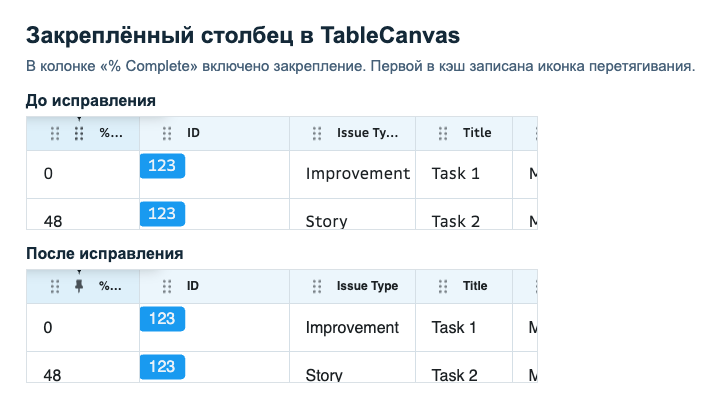 Закреплённый столбец в TableCanvas
В колонке «% Complete» включено закрепление. Первой в кэш записана иконка перетягивания.
До исправления
%... ID Issue Ty... Title
0 123 Improvement Task 1
48 123 Story Task 2
После исправления
%... ID Issue Type Title
0 123 Improvement Task 1
48 123 Story Task 2